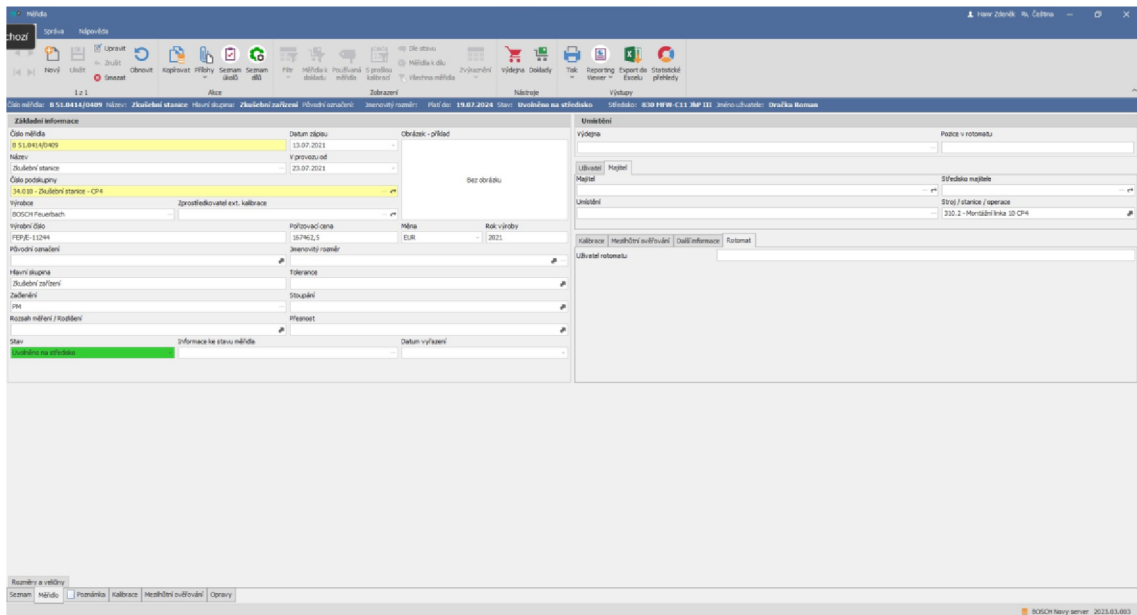 Měřidlo
Hanr Zdeněk Čeština
chozí Správa Nápověda
Nový Uložit Upravit Zrušit Smazat Obnovit Kopírovat Přílohy Seznam úkolů Seznam dílů Filtr Měřidla k dokladu Používaná měřidla S prošlou kalibrací Dle stavu Měřidla k dílu Všechna měřidla Zvýraznění Výdejna Doklady Tisk Reporting Viewer Export do Excelu Statistické přehledy
1 z 1 Akce Zobrazení Nástroje Výstupy
Číslo měřidla: B 51.0414/0409 Název: Zkušební stanice Hlavní skupina: Zkušební zařízení Původní označení: Jmenovitý rozměr: Platí do: 19.07.2024 Stav: Uvolněno na středisko Středisko: 830 MFW-C11 JhP III Jméno uživatele: Dračka Roman
Základní informace
Číslo měřidla Datum zápisu Obrázek - příklad
B 51.0414/0409 13.07.2021
Název V provozu od
Zkušební stanice 23.07.2021
Číslo podskupiny Bez obrázku
34.018 - Zkušební stanice - CP4
Výrobce Zprostředkovatel ext. kalibrace
BOSCH Feuerbach
Výrobní číslo Pořizovací cena Měna Rok výroby
FEP/E-11244 167462,5 EUR 2021
Původní označení Jmenovitý rozměr
Hlavní skupina Tolerance
Zkušební zařízení
Začlenění Stoupání
PM
Rozsah měření / Rozlišení Přesnost
Stav Informace ke stavu měřidla Datum vyřazení
Uvolněno na středisko
Umístění
Výdejna Pozice v rotomatu
Uživatel Majitel
Majitel Středisko majitele
Umístění Stroj / stanice / operace
310.2 - Montážní linka 10 CP4
Kalibrace Mezilhůtní ověřování Další informace Rotomat
Uživatel rotomatu
Rozměry a veličiny
Seznam Měřidlo Poznámka Kalibrace Mezilhůtní ověřování Opravy
BOSCH Novy server 2023.03.003